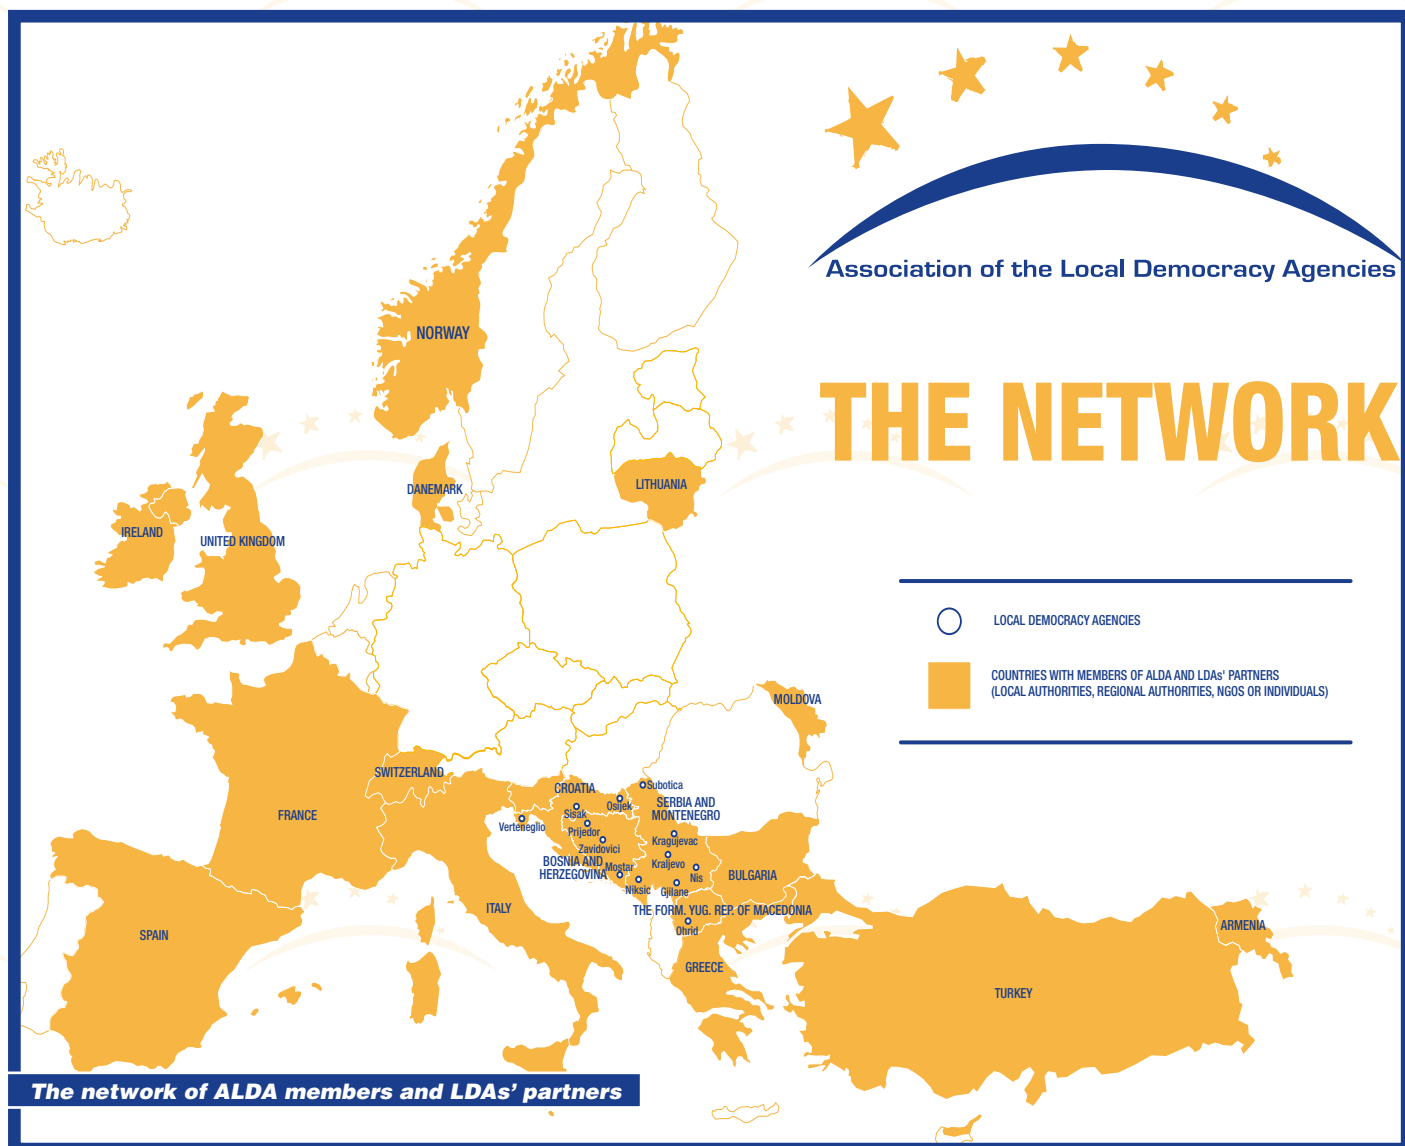 Association of the Local Democracy Agencies
THE NETWORK
NORWAY
DANEMARK
LITHUANIA
IRELAND
UNITED KINGDOM
LOCAL DEMOCRACY AGENCIES
COUNTRIES WITH MEMBERS OF ALDA AND LDAs' PARTNERS
(LOCAL AUTHORITIES, REGIONAL AUTHORITIES, NGOS OR INDIVIDUALS)
MOLDOVA
SWITZERLAND
FRANCE
CROATIA
Subotica
Osijek
SERBIA AND
MONTENEGRO
Sisak
Verteneglio
Prijedor
Kragujevac
Zavidovici
BOSNIA AND
HERZEGOVINA
Mostar
Kraljevo
Nis
Niksic
Gjilane
BULGARIA
THE FORM. YUG. REP. OF MACEDONIA
Ohrid
ITALY
SPAIN
GREECE
TURKEY
ARMENIA
The network of ALDA members and LDAs' partners